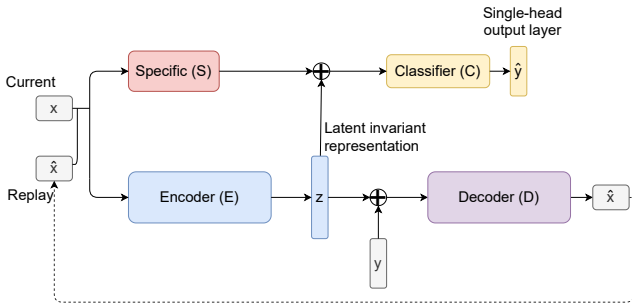 Single-head
output layer
Specific (S)
Classifier (C)
ŷ
Current
x
Latent invariant
representation
x̂
Replay
Encoder (E)
z
Decoder (D)
x̂
y